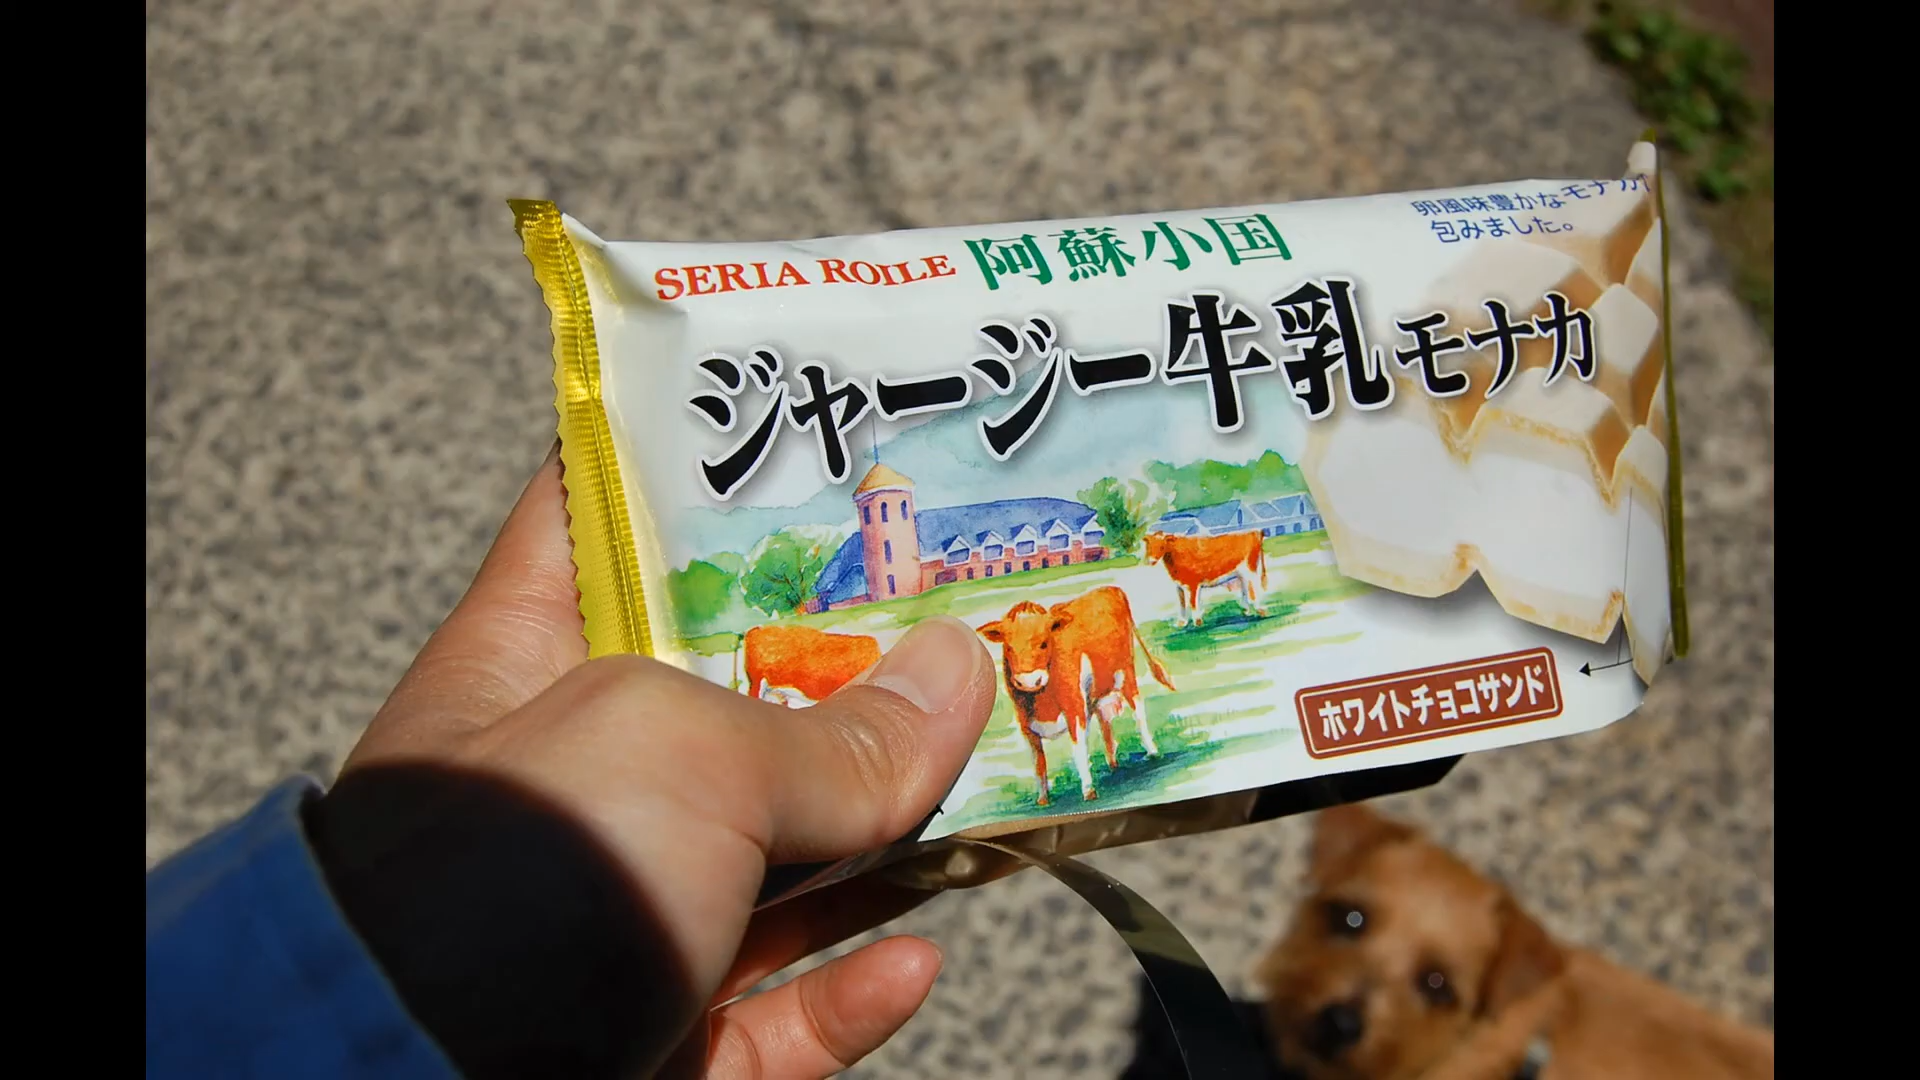 SERIA ROILE 阿蘇小国
卵風味豊かなモナカで
包みました。
ジャージー牛乳モナカ
ホワイトチョコサンド